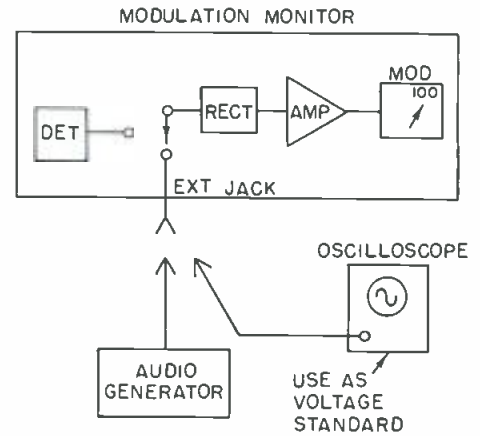 MODULATION MONITOR
MOD
100
DET
RECT
AMP
EXT JACK
OSCILLOSCOPE
AUDIO
GENERATOR
USE AS
VOLTAGE
STANDARD